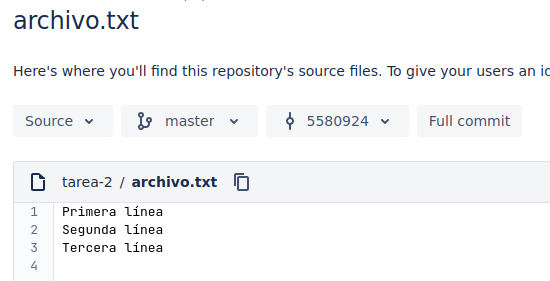 archivo.txt
Here's where you'll find this repository's source files. To give your users an
Source master 5580924 Full commit
tarea-2 / archivo.txt
1 Primera línea
2 Segunda línea
3 Tercera línea
4